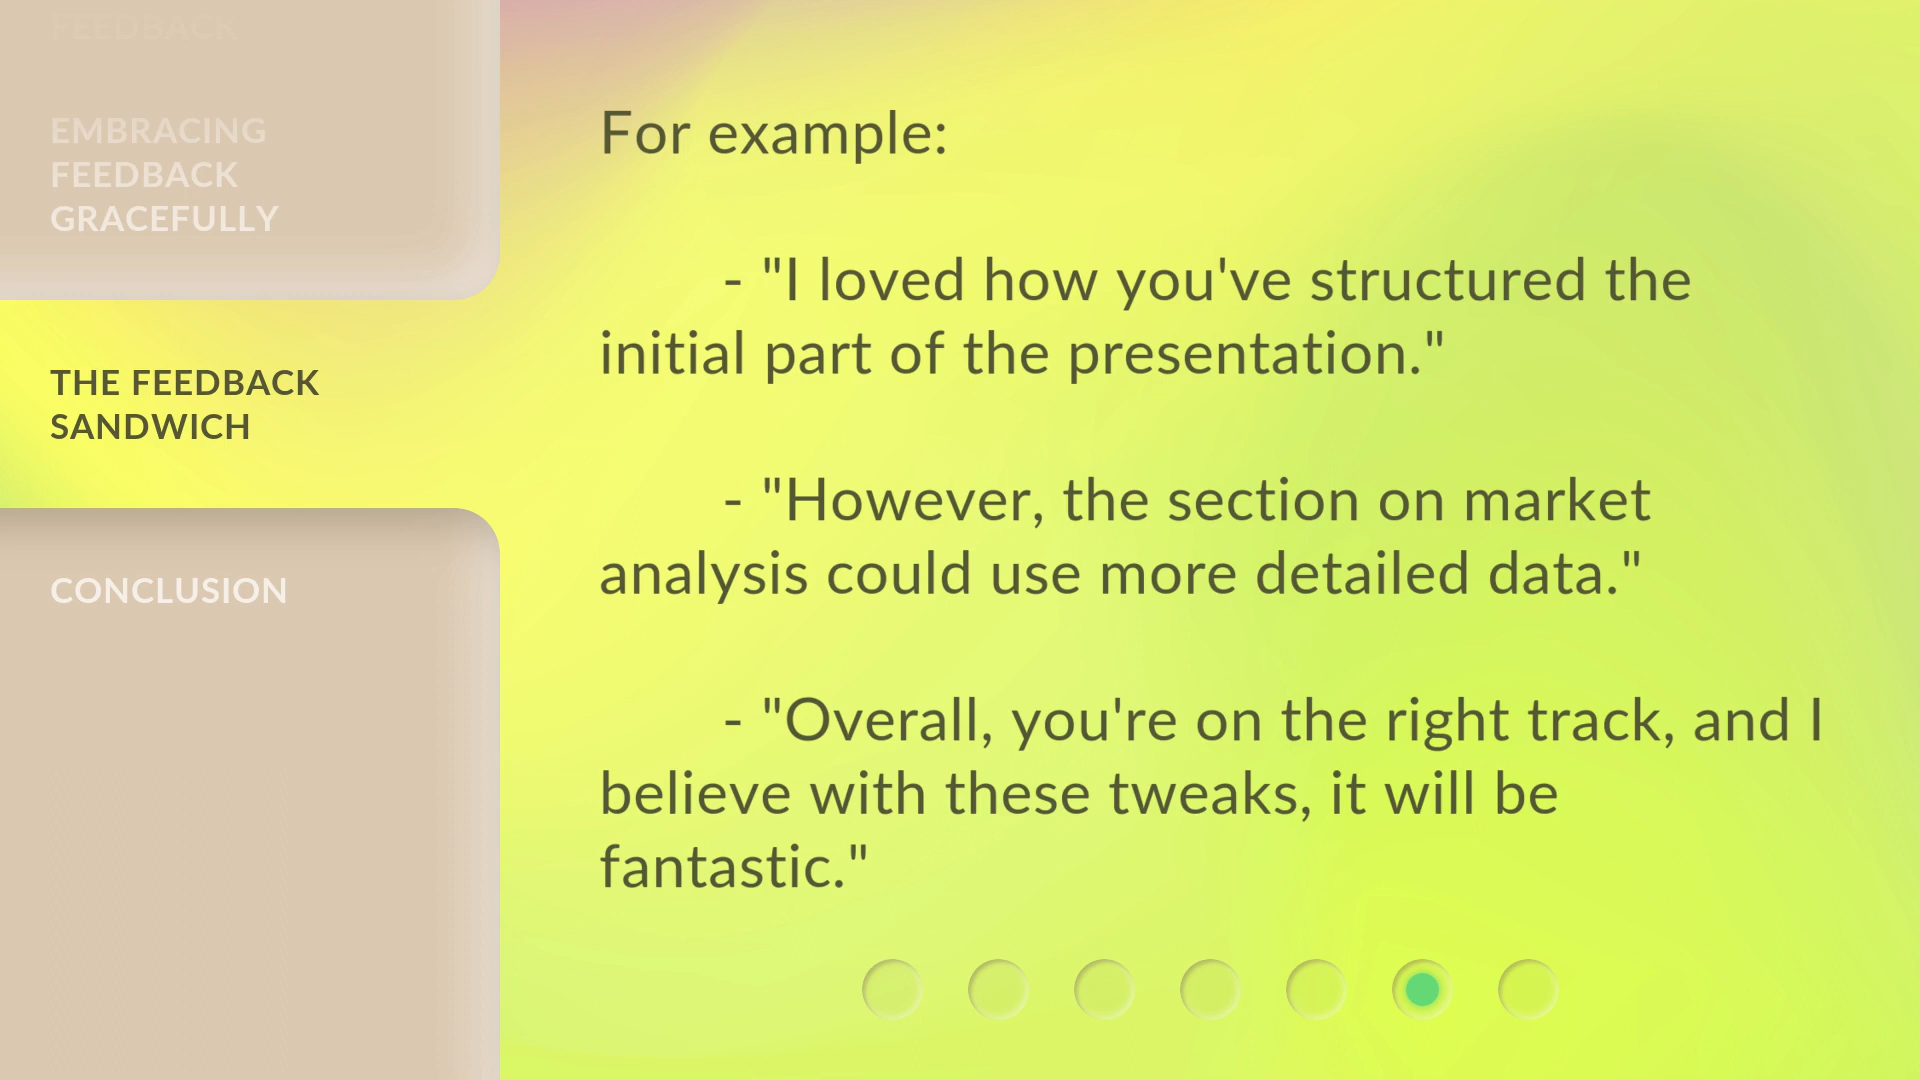 FEEDBACK
EMBRACING
FEEDBACK
GRACEFULLY
THE FEEDBACK
SANDWICH
CONCLUSION
For example:
- "I loved how you've structured the
initial part of the presentation."
- "However, the section on market
analysis could use more detailed data."
- "Overall, you're on the right track, and I
believe with these tweaks, it will be
fantastic."